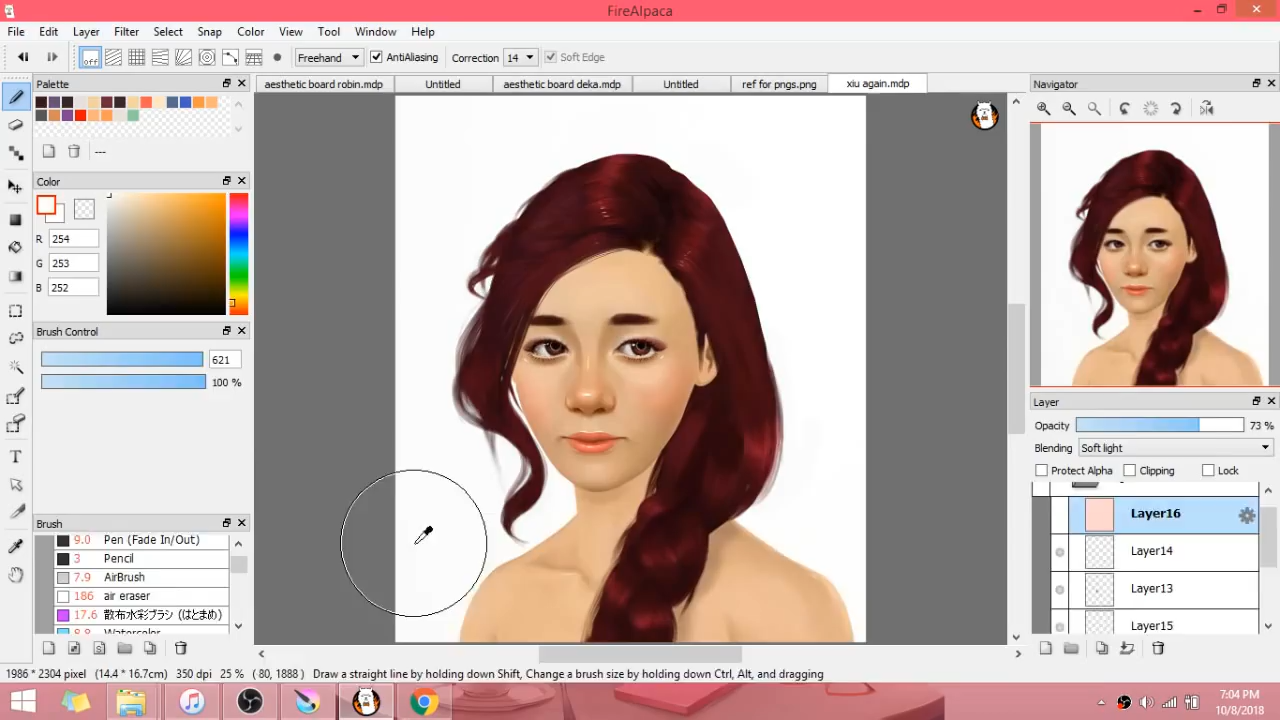 FireAlpaca
File Edit Layer Filter Select Snap Color View Tool Window Help
off Freehand AntiAliasing Correction 14 Soft Edge
Palette
aesthetic board robin.mdp Untitled aesthetic board deka.mdp Untitled ref for pngs.png xiu again.mdp
Navigator
---
Color
R 254
G 253
B 252
Brush Control
621
100 %
Layer
Opacity 73 %
Blending Soft light
Protect Alpha Clipping Lock
Layer16
Layer14
Layer13
Layer15
Brush
9.0 Pen (Fade In/Out)
3 Pencil
7.9 AirBrush
186 air eraser
17.6 散布水彩ブラシ (はとまめ)
8.8 Watercolor
1986 * 2304 pixel (14.4 * 16.7cm) 350 dpi 25 % ( 80, 1888 ) Draw a straight line by holding down Shift, Change a brush size by holding down Ctrl, Alt, and dragging
7:04 PM
10/8/2018